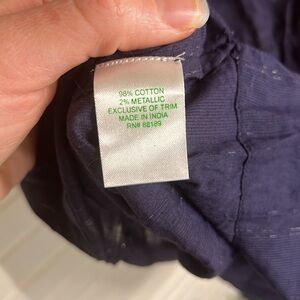 98% COTTON
2% METALLIC
EXCLUSIVE OF TRIM
MADE IN INDIA
RN# 88189